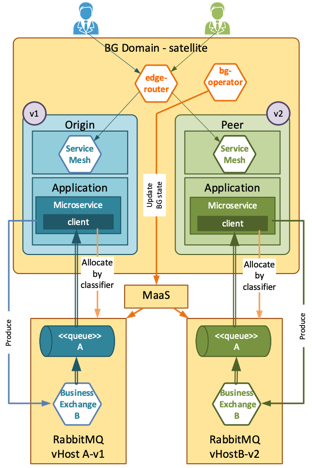 BG Domain - satellite
edge-
router
bg-
operator
v1
v2
Origin
Peer
Service
Mesh
Service
Mesh
Update
BG state
Application
Application
Microservice
Microservice
client
client
Allocate
by
classifier
Allocate
by
classifier
MaaS
Produce
Produce
<<queue>>
A
<<queue>>
A
Business
Exchange
B
Business
Exchange
B
RabbitMQ
vHost A-v1
RabbitMQ
vHostB-v2